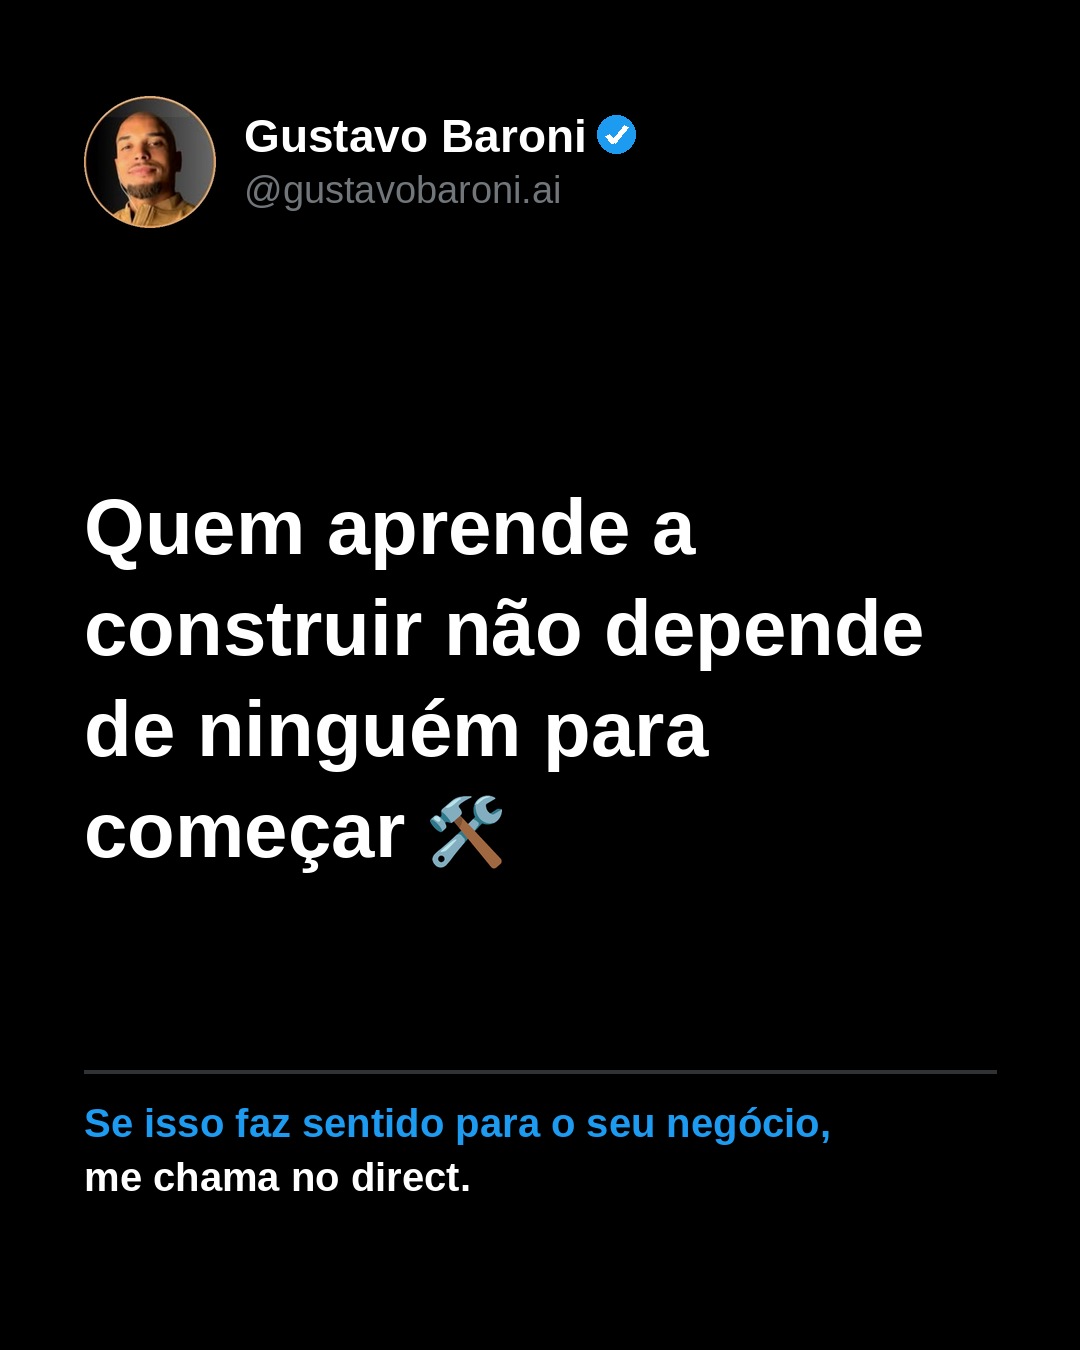 Gustavo Baroni
@gustavobaroni.ai
Quem aprende a
construir não depende
de ninguém para
começar 🛠️
Se isso faz sentido para o seu negócio,
me chama no direct.